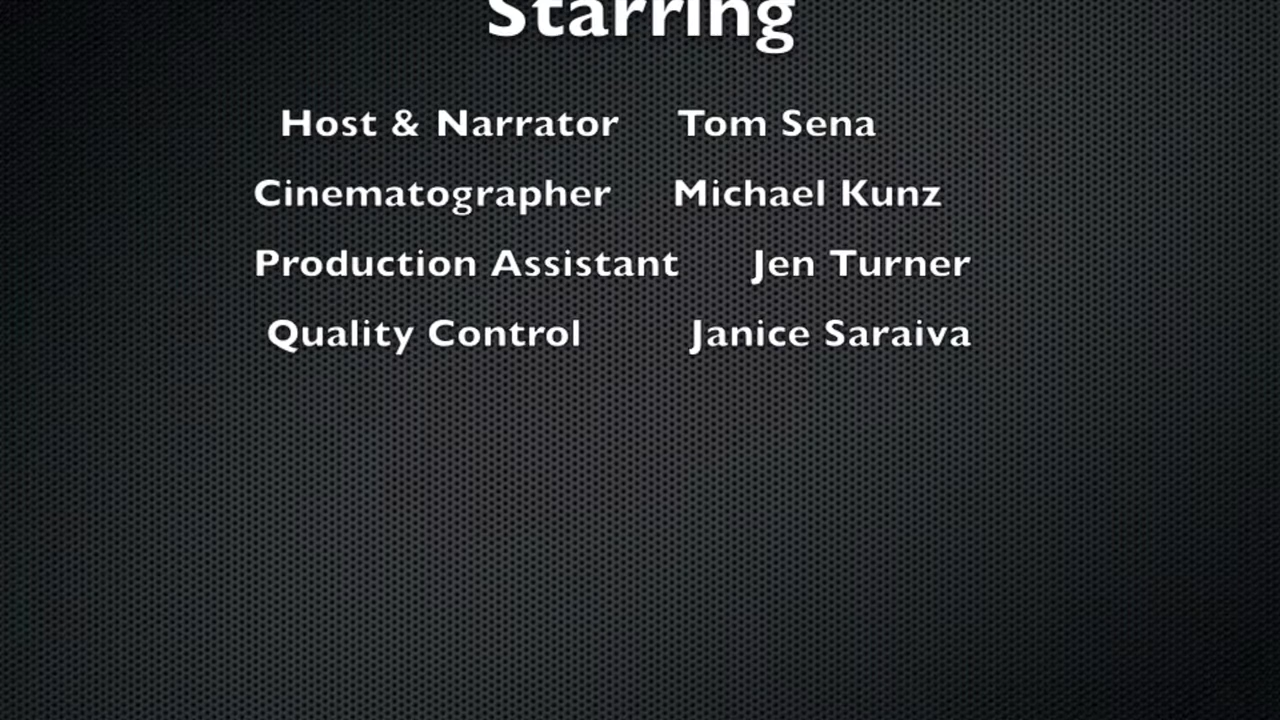 Starring
Host & Narrator Tom Sena
Cinematographer Michael Kunz
Production Assistant Jen Turner
Quality Control Janice Saraiva